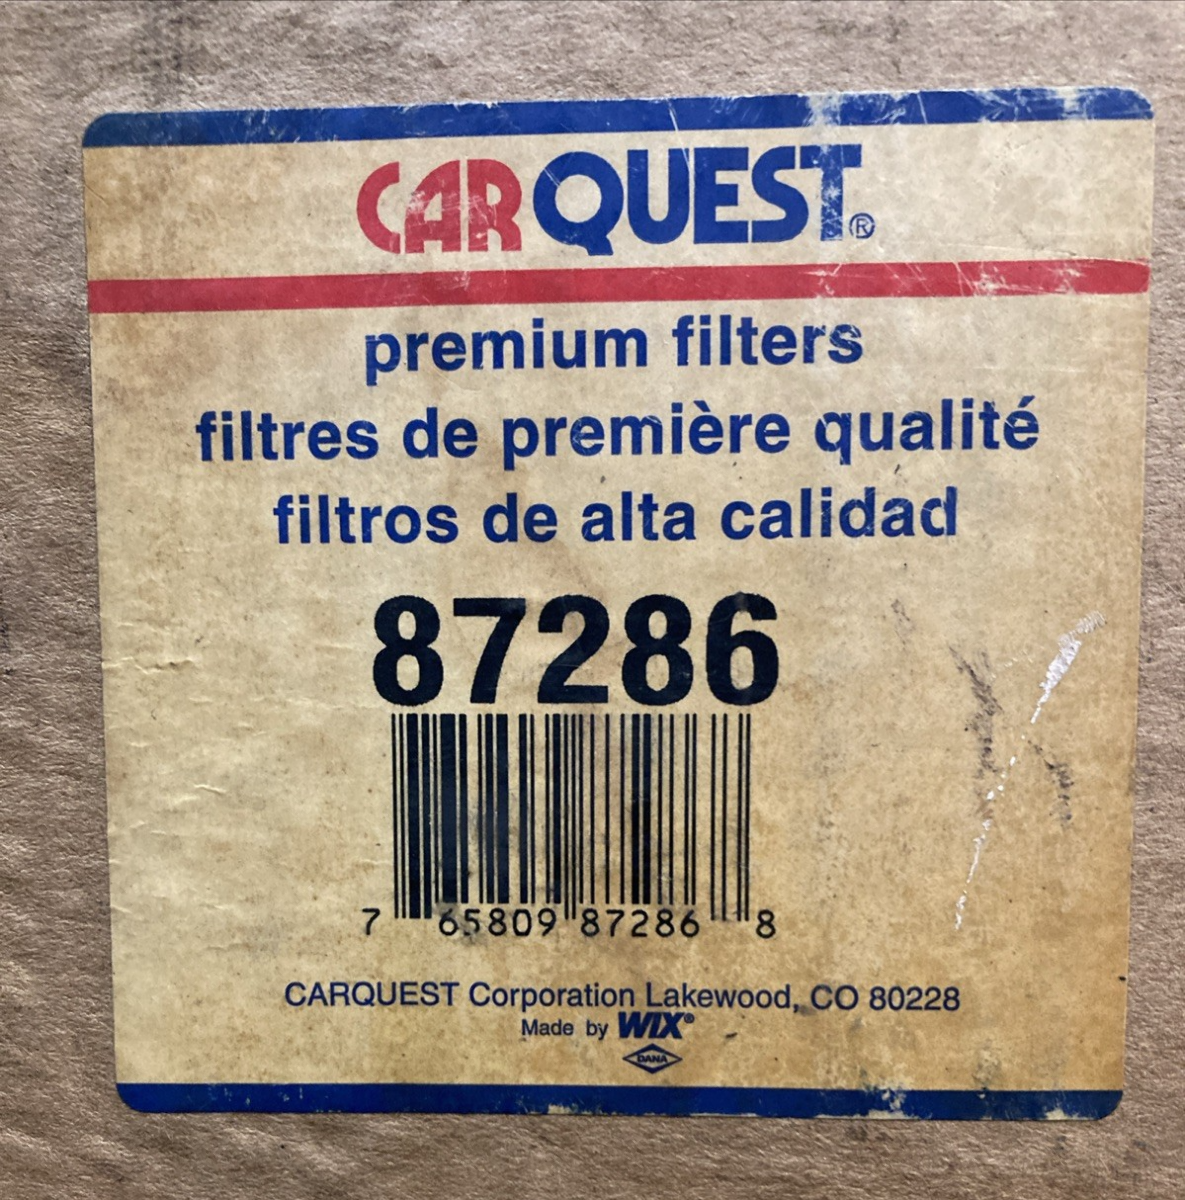 CARQUEST®
premium filters
filtres de première qualité
filtros de alta calidad
87286
7 65809 87286 8
CARQUEST Corporation Lakewood, CO 80228
Made by WIX®
DANA